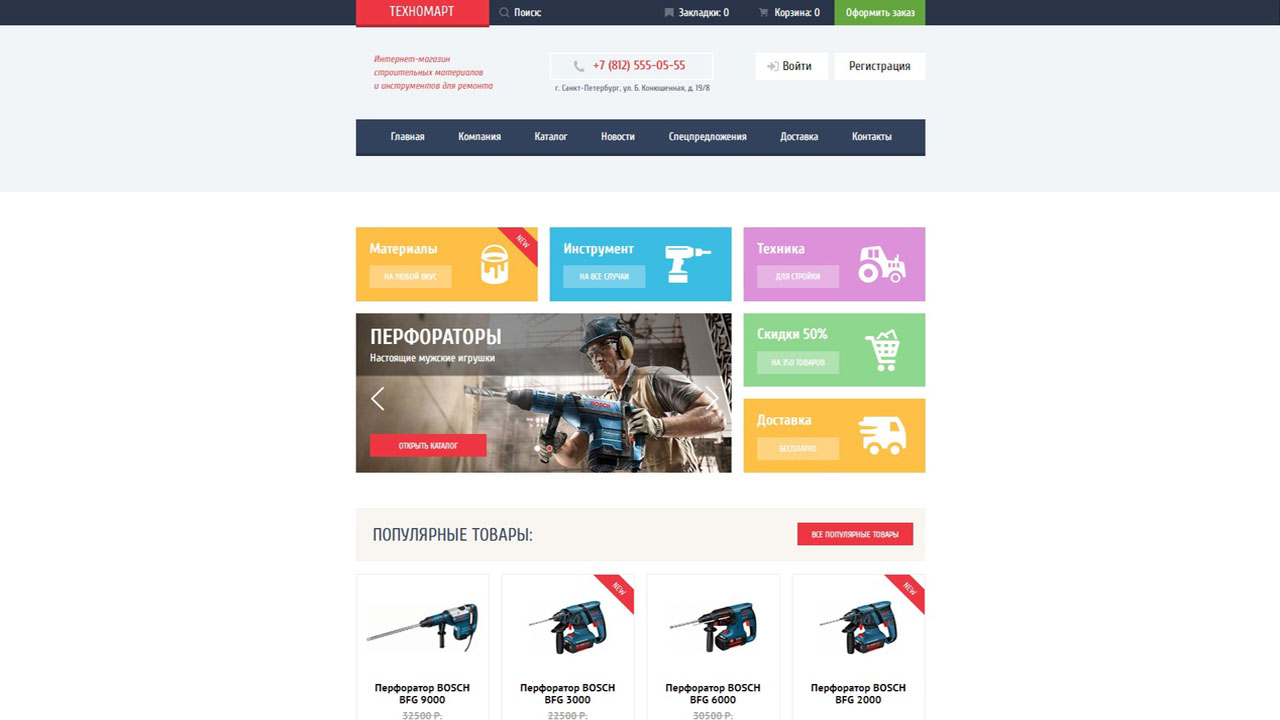 ТЕХНОМАРТ
Поиск:
Закладки: 0
Корзина: 0
Оформить заказ
Интернет-магазин
строительных материалов
и инструментов для ремонта
+7 (812) 555-05-55
г. Санкт-Петербург, ул. Б. Конюшенная, д. 19/8
Войти
Регистрация
Главная
Компания
Каталог
Новости
Спецпредложения
Доставка
Контакты
Материалы
НА ЛЮБОЙ ВКУС
NEW
Инструмент
НА ВСЕ СЛУЧАИ
Техника
ДЛЯ СТРОЙКИ
ПЕРФОРАТОРЫ
Настоящие мужские игрушки
BOSCH
ОТКРЫТЬ КАТАЛОГ
Скидки 50%
НА 350 ТОВАРОВ
Доставка
БЕСПЛАТНО
ПОПУЛЯРНЫЕ ТОВАРЫ:
ВСЕ ПОПУЛЯРНЫЕ ТОВАРЫ
Перфоратор BOSCH
BFG 9000
32500 Р.
NEW
Перфоратор BOSCH
BFG 3000
22500 Р.
Перфоратор BOSCH
BFG 6000
30500 Р.
NEW
Перфоратор BOSCH
BFG 2000